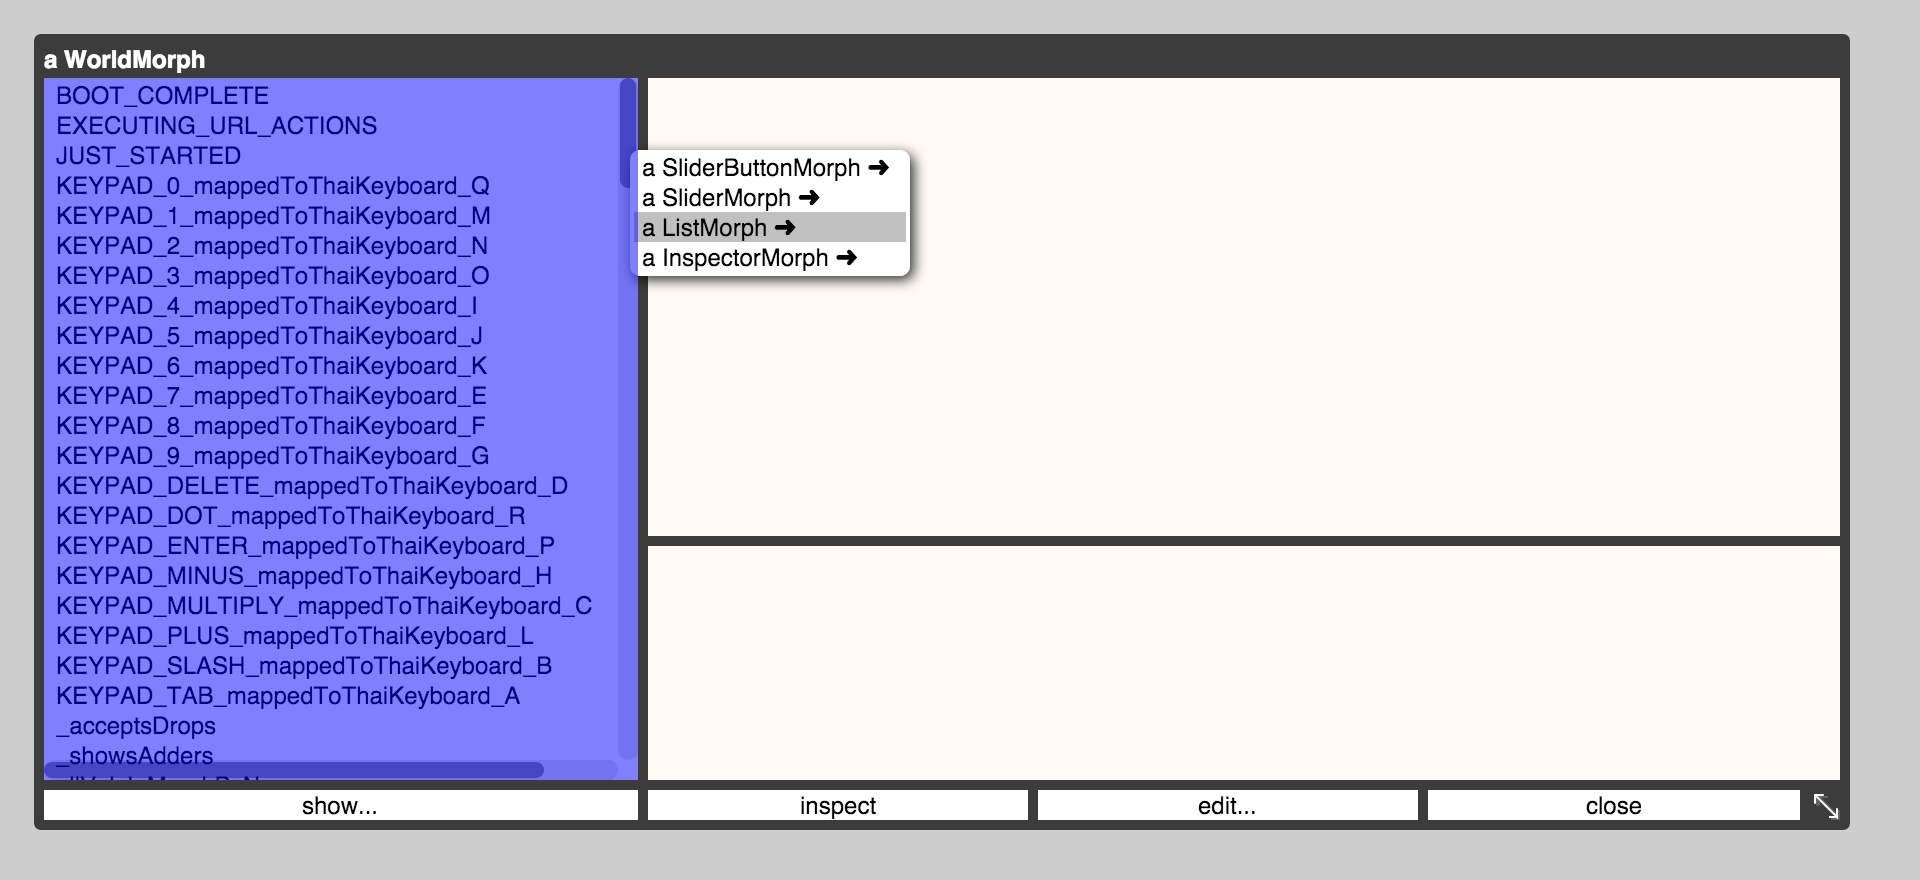 a WorldMorph
BOOT_COMPLETE
EXECUTING_URL_ACTIONS
JUST_STARTED
KEYPAD_0_mappedToThaiKeyboard_Q
KEYPAD_1_mappedToThaiKeyboard_M
KEYPAD_2_mappedToThaiKeyboard_N
KEYPAD_3_mappedToThaiKeyboard_O
KEYPAD_4_mappedToThaiKeyboard_I
KEYPAD_5_mappedToThaiKeyboard_J
KEYPAD_6_mappedToThaiKeyboard_K
KEYPAD_7_mappedToThaiKeyboard_E
KEYPAD_8_mappedToThaiKeyboard_F
KEYPAD_9_mappedToThaiKeyboard_G
KEYPAD_DELETE_mappedToThaiKeyboard_D
KEYPAD_DOT_mappedToThaiKeyboard_R
KEYPAD_ENTER_mappedToThaiKeyboard_P
KEYPAD_MINUS_mappedToThaiKeyboard_H
KEYPAD_MULTIPLY_mappedToThaiKeyboard_C
KEYPAD_PLUS_mappedToThaiKeyboard_L
KEYPAD_SLASH_mappedToThaiKeyboard_B
KEYPAD_TAB_mappedToThaiKeyboard_A
_acceptsDrops
_showsAdders
a SliderButtonMorph ➜
a SliderMorph ➜
a ListMorph ➜
a InspectorMorph ➜
show...
inspect
edit...
close